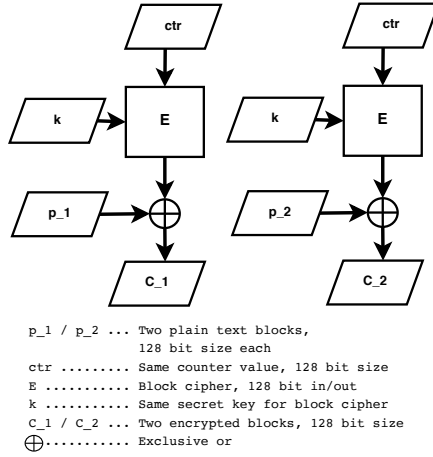 ctr ctr
k E k E
p_1 p_2
C_1 C_2
p_1 / p_2 ... Two plain text blocks,
128 bit size each
ctr ......... Same counter value, 128 bit size
E ........... Block cipher, 128 bit in/out
k ........... Same secret key for block cipher
C_1 / C_2 ... Two encrypted blocks, 128 bit size
⊕ ........... Exclusive or